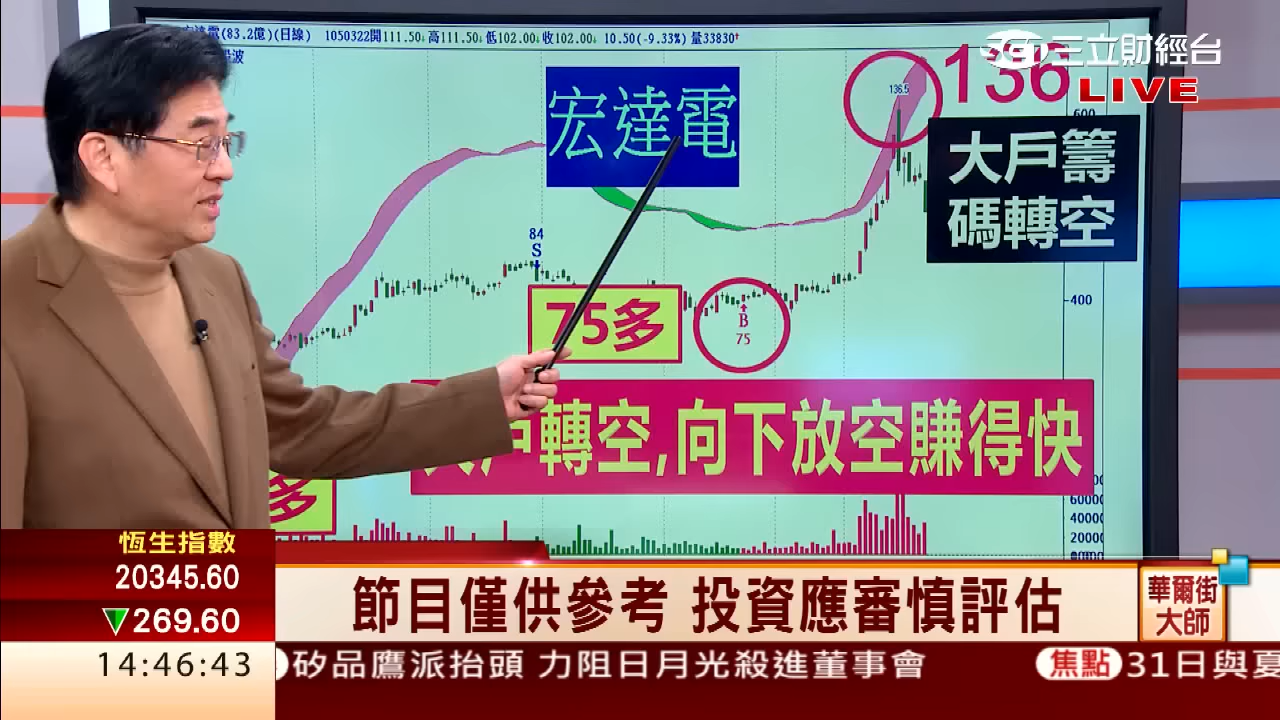 達電(83.2億)(日線) 1050322開111.50↓高111.50↓低102.00↓收102.00↓ 10.50(-9.33%) 量33830↑
波
三立財經台
LIVE
136
136.5
宏達電
600
大戶籌
碼轉空
84
S
75多
400
B
75
大戶轉空,向下放空賺得快
多
60000
40000
20000
恆生指數
20345.60
▼269.60
14:46:43
節目僅供參考 投資應審慎評估
華爾街
大師
矽品鷹派抬頭 力阻日月光殺進董事會
焦點 31日與夏